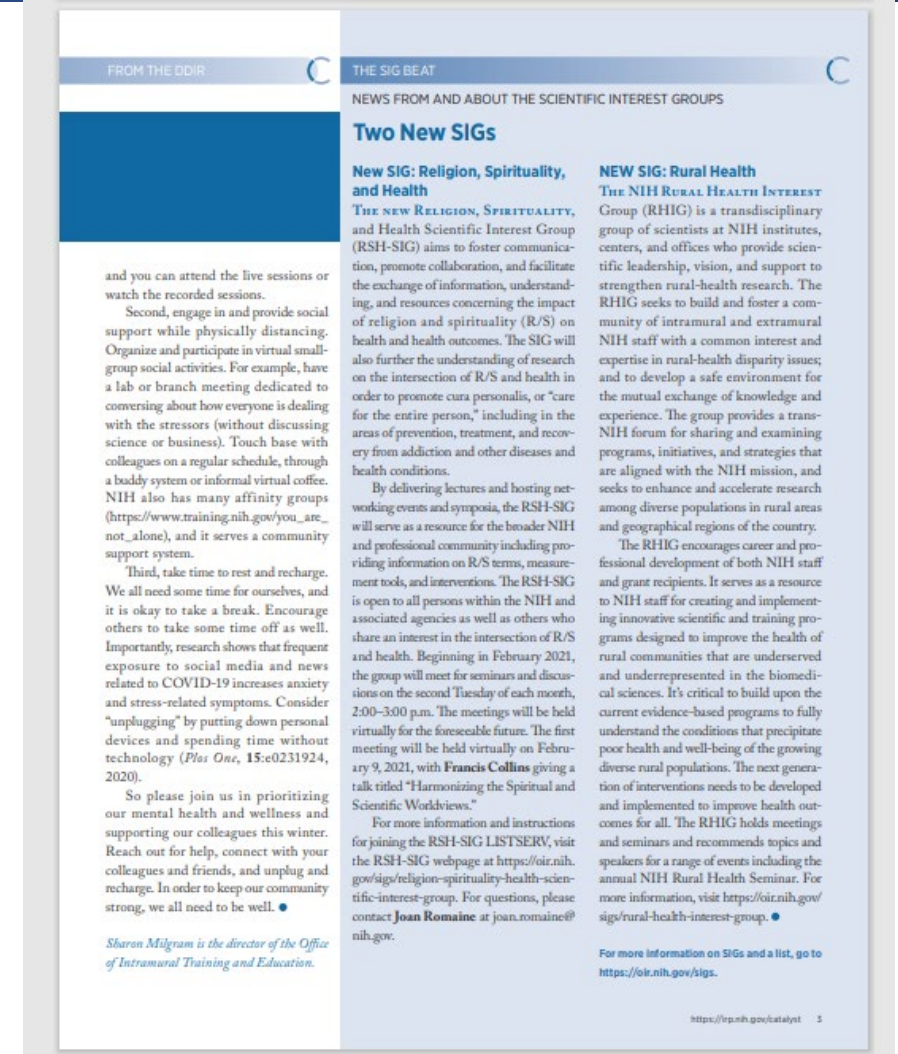 FROM THE DDIR
and you can attend the live sessions or
watch the recorded sessions.
Second, engage in and provide social
support while physically distancing.
Organize and participate in virtual small-
group social activities. For example, have
a lab or branch meeting dedicated to
conversing about how everyone is dealing
with the stressors (without discussing
science or business). Touch base with
colleagues on a regular schedule, through
a buddy system or informal virtual coffee.
NIH also has many affinity groups
(https://www.training.nih.gov/you_are_
not_alone), and it serves a community
support system.
Third, take time to rest and recharge.
We all need some time for ourselves, and
it is okay to take a break. Encourage
others to take some time off as well.
Importantly, research shows that frequent
exposure to social media and news
related to COVID-19 increases anxiety
and stress-related symptoms. Consider
"unplugging" by putting down personal
devices and spending time without
technology (Plos One, 15:e0231924,
2020).
So please join us in prioritizing
our mental health and wellness and
supporting our colleagues this winter.
Reach out for help, connect with your
colleagues and friends, and unplug and
recharge. In order to keep our community
strong, we all need to be well. ●
Sharon Milgram is the director of the Office
of Intramural Training and Education.
THE SIG BEAT
NEWS FROM AND ABOUT THE SCIENTIFIC INTEREST GROUPS
Two New SIGs
New SIG: Religion, Spirituality,
and Health
The new Religion, Spirituality,
and Health Scientific Interest Group
(RSH-SIG) aims to foster communica-
tion, promote collaboration, and facilitate
the exchange of information, understand-
ing, and resources concerning the impact
of religion and spirituality (R/S) on
health and health outcomes. The SIG will
also further the understanding of research
on the intersection of R/S and health in
order to promote cura personalis, or "care
for the entire person," including in the
areas of prevention, treatment, and recov-
ery from addiction and other diseases and
health conditions.
By delivering lectures and hosting net-
working events and symposia, the RSH-SIG
will serve as a resource for the broader NIH
and professional community including pro-
viding information on R/S terms, measure-
ment tools, and interventions. The RSH-SIG
is open to all persons within the NIH and
associated agencies as well as others who
share an interest in the intersection of R/S
and health. Beginning in February 2021,
the group will meet for seminars and discus-
sions on the second Tuesday of each month,
2:00–3:00 p.m. The meetings will be held
virtually for the foreseeable future. The first
meeting will be held virtually on Febru-
ary 9, 2021, with Francis Collins giving a
talk titled "Harmonizing the Spiritual and
Scientific Worldviews."
For more information and instructions
for joining the RSH-SIG LISTSERV, visit
the RSH-SIG webpage at https://oir.nih.
gov/sigs/religion-spirituality-health-scien-
tific-interest-group. For questions, please
contact Joan Romaine at joan.romaine@
nih.gov.
NEW SIG: Rural Health
The NIH Rural Health Interest
Group (RHIG) is a transdisciplinary
group of scientists at NIH institutes,
centers, and offices who provide scien-
tific leadership, vision, and support to
strengthen rural-health research. The
RHIG seeks to build and foster a com-
munity of intramural and extramural
NIH staff with a common interest and
expertise in rural-health disparity issues;
and to develop a safe environment for
the mutual exchange of knowledge and
experience. The group provides a trans-
NIH forum for sharing and examining
programs, initiatives, and strategies that
are aligned with the NIH mission, and
seeks to enhance and accelerate research
among diverse populations in rural areas
and geographical regions of the country.
The RHIG encourages career and pro-
fessional development of both NIH staff
and grant recipients. It serves as a resource
to NIH staff for creating and implement-
ing innovative scientific and training pro-
grams designed to improve the health of
rural communities that are underserved
and underrepresented in the biomedi-
cal sciences. It's critical to build upon the
current evidence-based programs to fully
understand the conditions that precipitate
poor health and well-being of the growing
diverse rural populations. The next genera-
tion of interventions needs to be developed
and implemented to improve health out-
comes for all. The RHIG holds meetings
and seminars and recommends topics and
speakers for a range of events including the
annual NIH Rural Health Seminar. For
more information, visit https://oir.nih.gov/
sigs/rural-health-interest-group. ●
For more information on SIGs and a list, go to
https://oir.nih.gov/sigs.
https://irp.nih.gov/catalyst 3